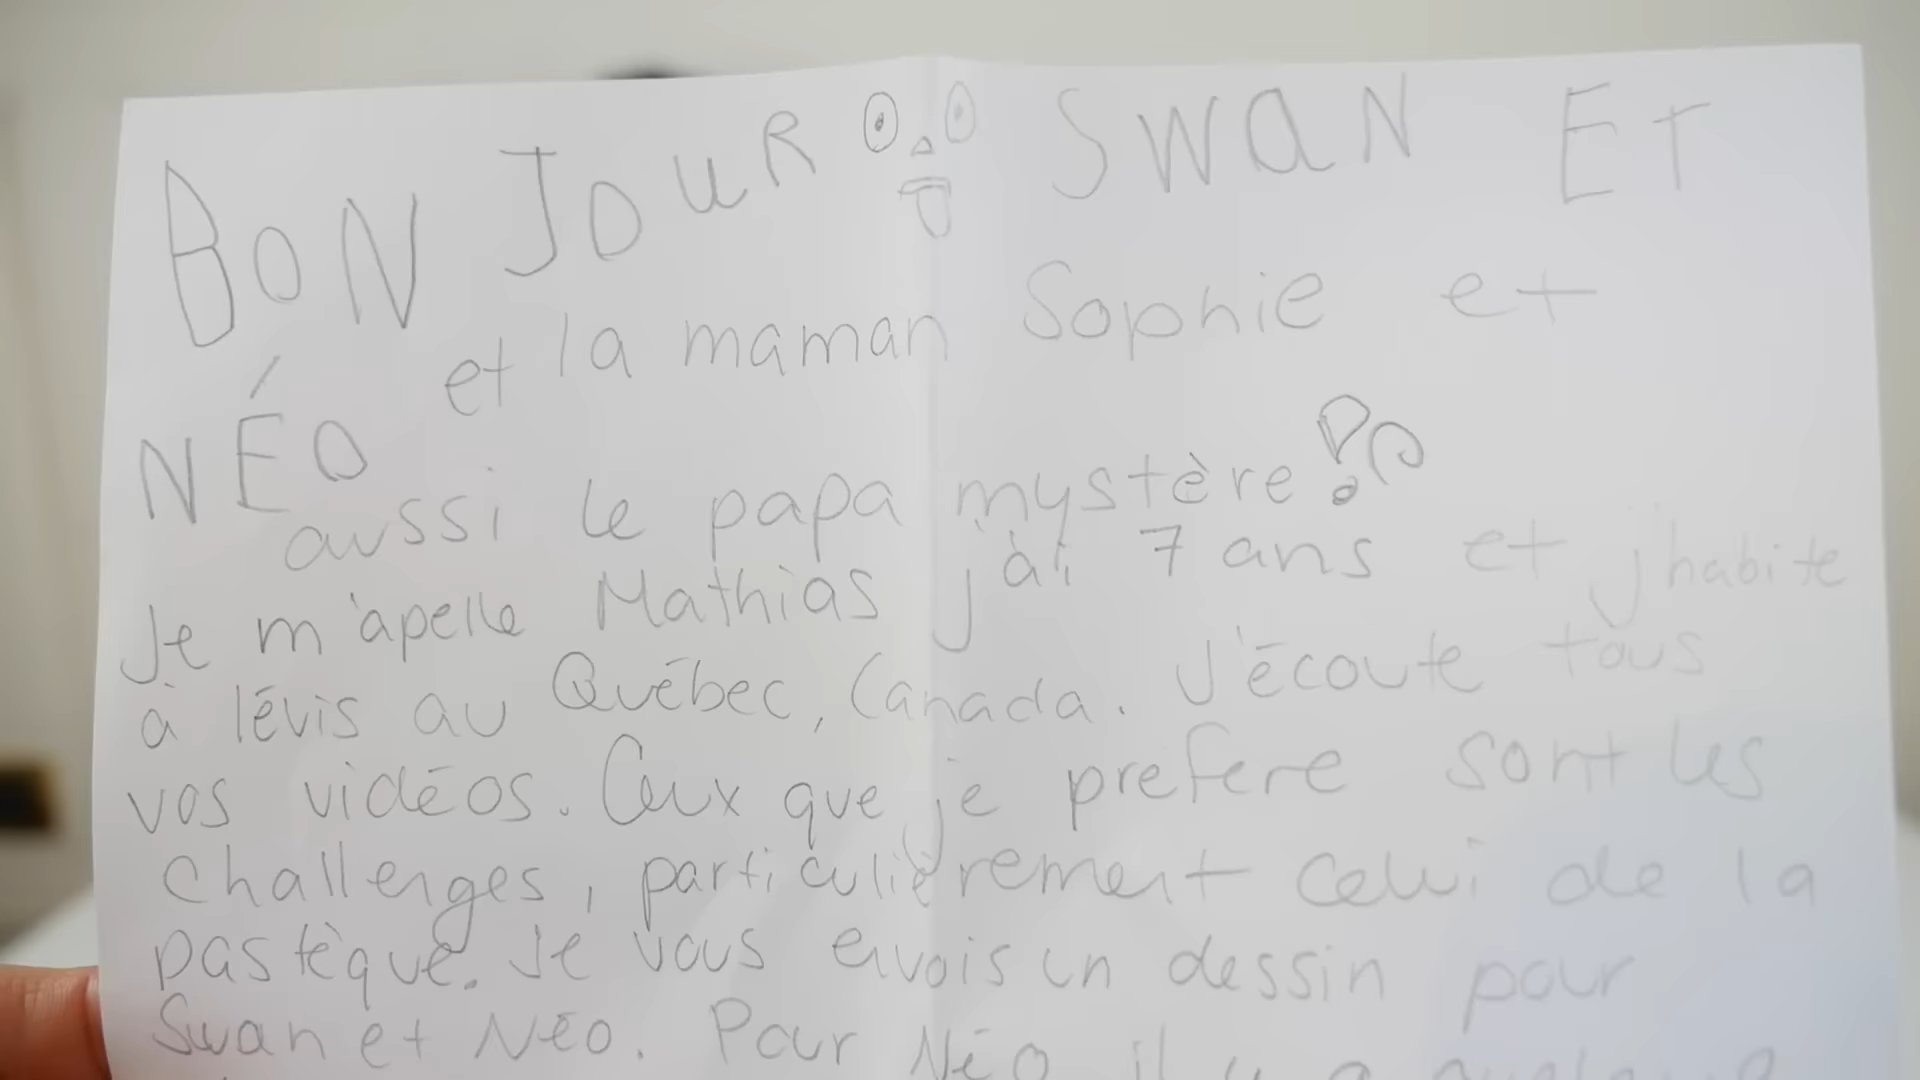 BONJOUR SWAN ET
NÉO et la maman Sophie et
aussi le papa mystère!
Je m'apelle Mathias j'ai 7 ans et j'habite
à lévis au Québec, Canada. J'écoute tous
vos vidéos. Ceux que je prefere sont les
challenges, particulièrement celui de la
pastèque. Je vous envois un dessin pour
Swan et Néo. Pour Néo il y a